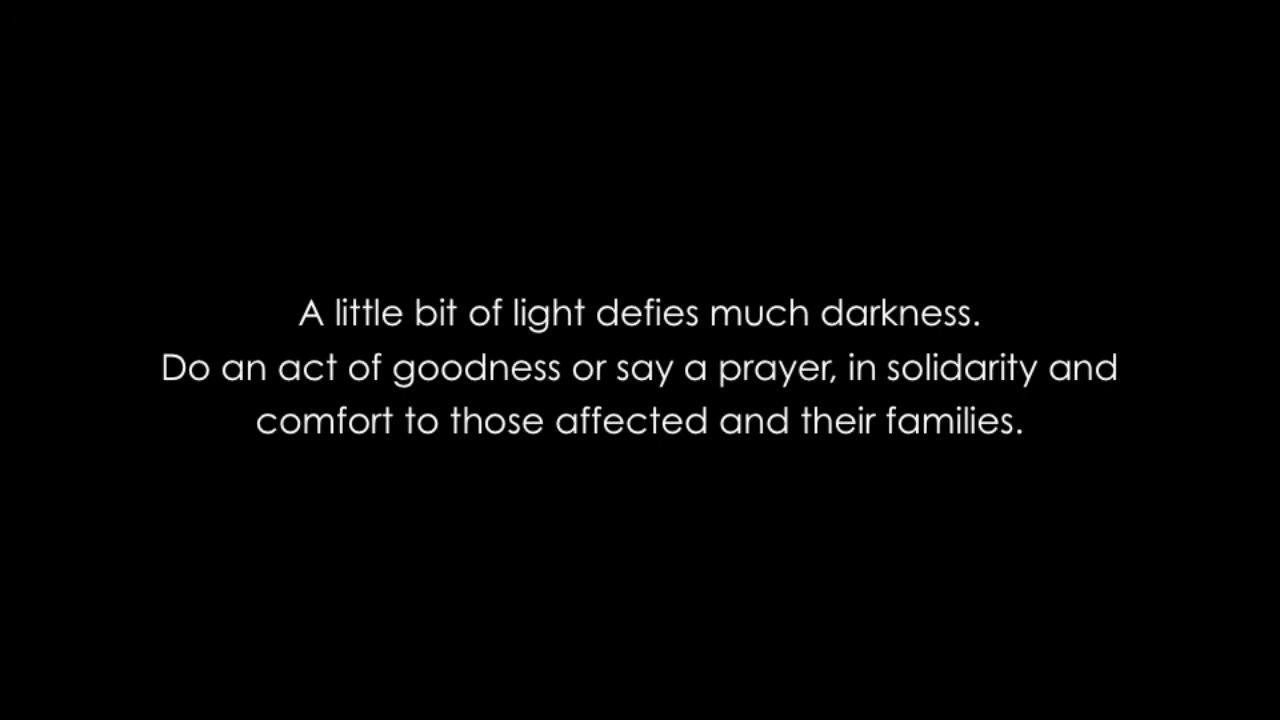 A little bit of light defies much darkness.
Do an act of goodness or say a prayer, in solidarity and
comfort to those affected and their families.